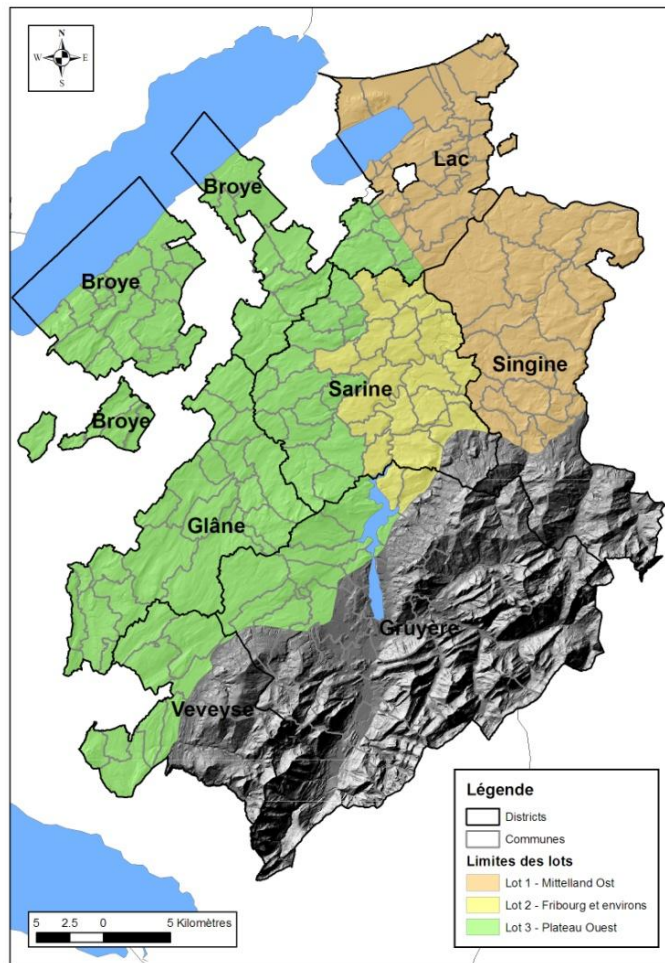 N
W E
S
Lac
Broye
Broye
Singine
Sarine
Broye
Glâne
Gruyère
Veveyse
Légende
Districts
Communes
Limites des lots
Lot 1 - Mittelland Ost
Lot 2 - Fribourg et environs
Lot 3 - Plateau Ouest
5 2.5 0 5 Kilomètres